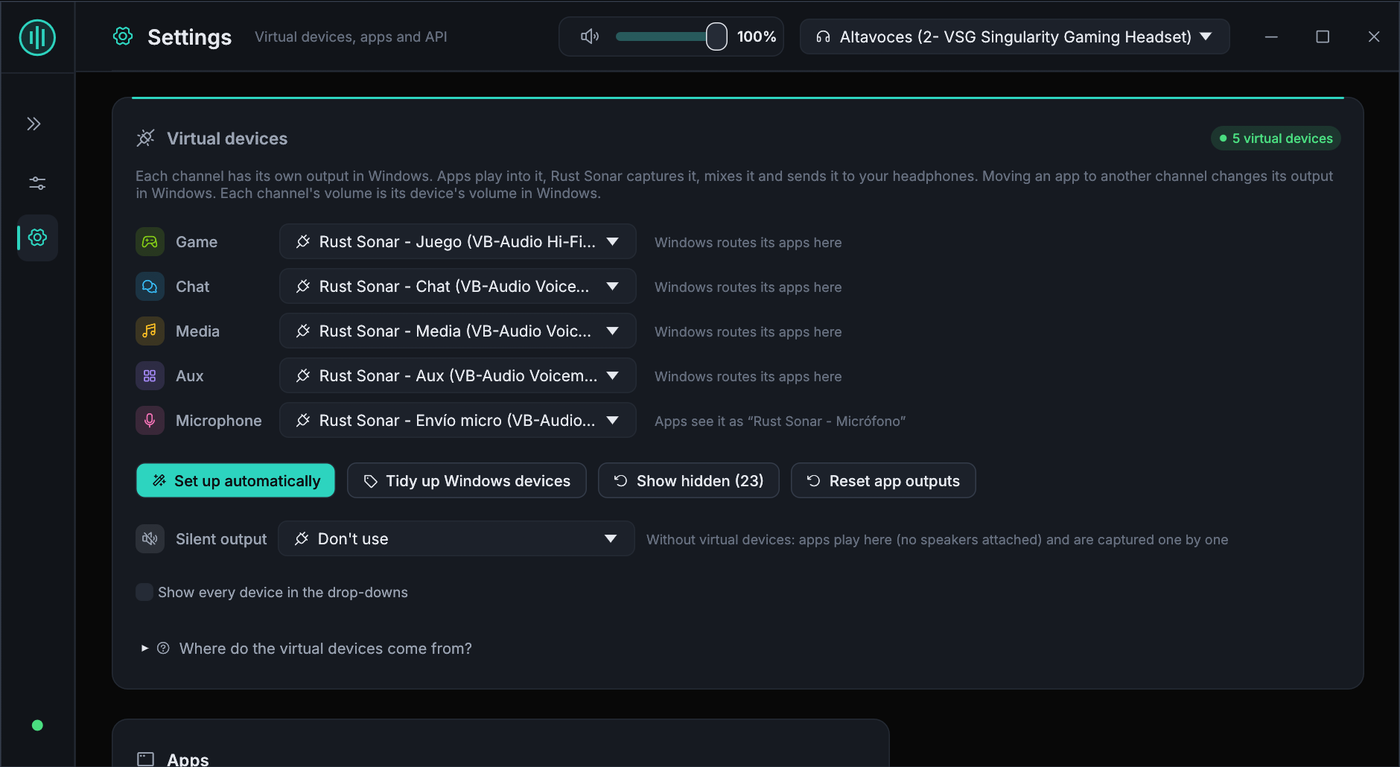 Settings
Virtual devices, apps and API
100%
Altavoces (2- VSG Singularity Gaming Headset)
Virtual devices
5 virtual devices
Each channel has its own output in Windows. Apps play into it, Rust Sonar captures it, mixes it and sends it to your headphones. Moving an app to another channel changes its output
in Windows. Each channel's volume is its device's volume in Windows.
Game
Rust Sonar - Juego (VB-Audio Hi-Fi...
Windows routes its apps here
Chat
Rust Sonar - Chat (VB-Audio Voice...
Windows routes its apps here
Media
Rust Sonar - Media (VB-Audio Voic...
Windows routes its apps here
Aux
Rust Sonar - Aux (VB-Audio Voicem...
Windows routes its apps here
Microphone
Rust Sonar - Envío micro (VB-Audio...
Apps see it as “Rust Sonar - Micrófono”
Set up automatically
Tidy up Windows devices
Show hidden (23)
Reset app outputs
Silent output
Don't use
Without virtual devices: apps play here (no speakers attached) and are captured one by one
Show every device in the drop-downs
Where do the virtual devices come from?
Apps